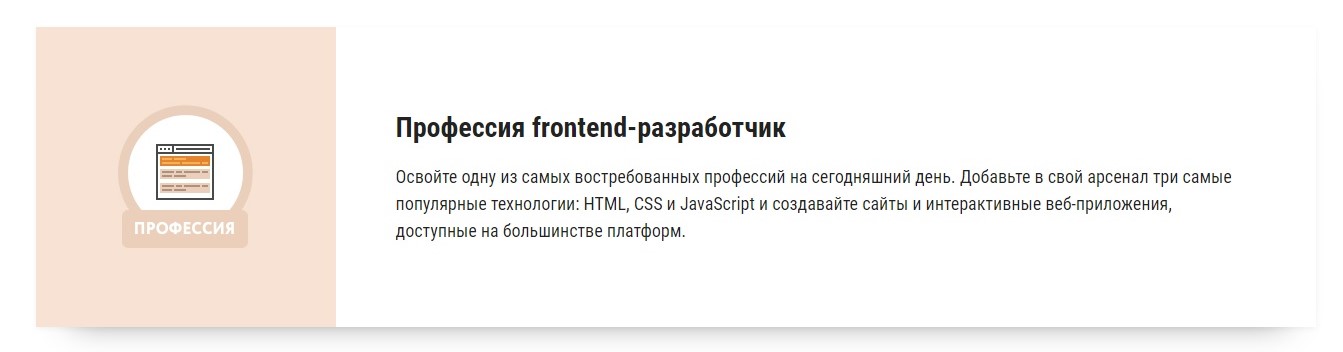 Профессия frontend-разработчик
Освойте одну из самых востребованных профессий на сегодняшний день. Добавьте в свой арсенал три самые
популярные технологии: HTML, CSS и JavaScript и создавайте сайты и интерактивные веб-приложения,
доступные на большинстве платформ.
ПРОФЕССИЯ